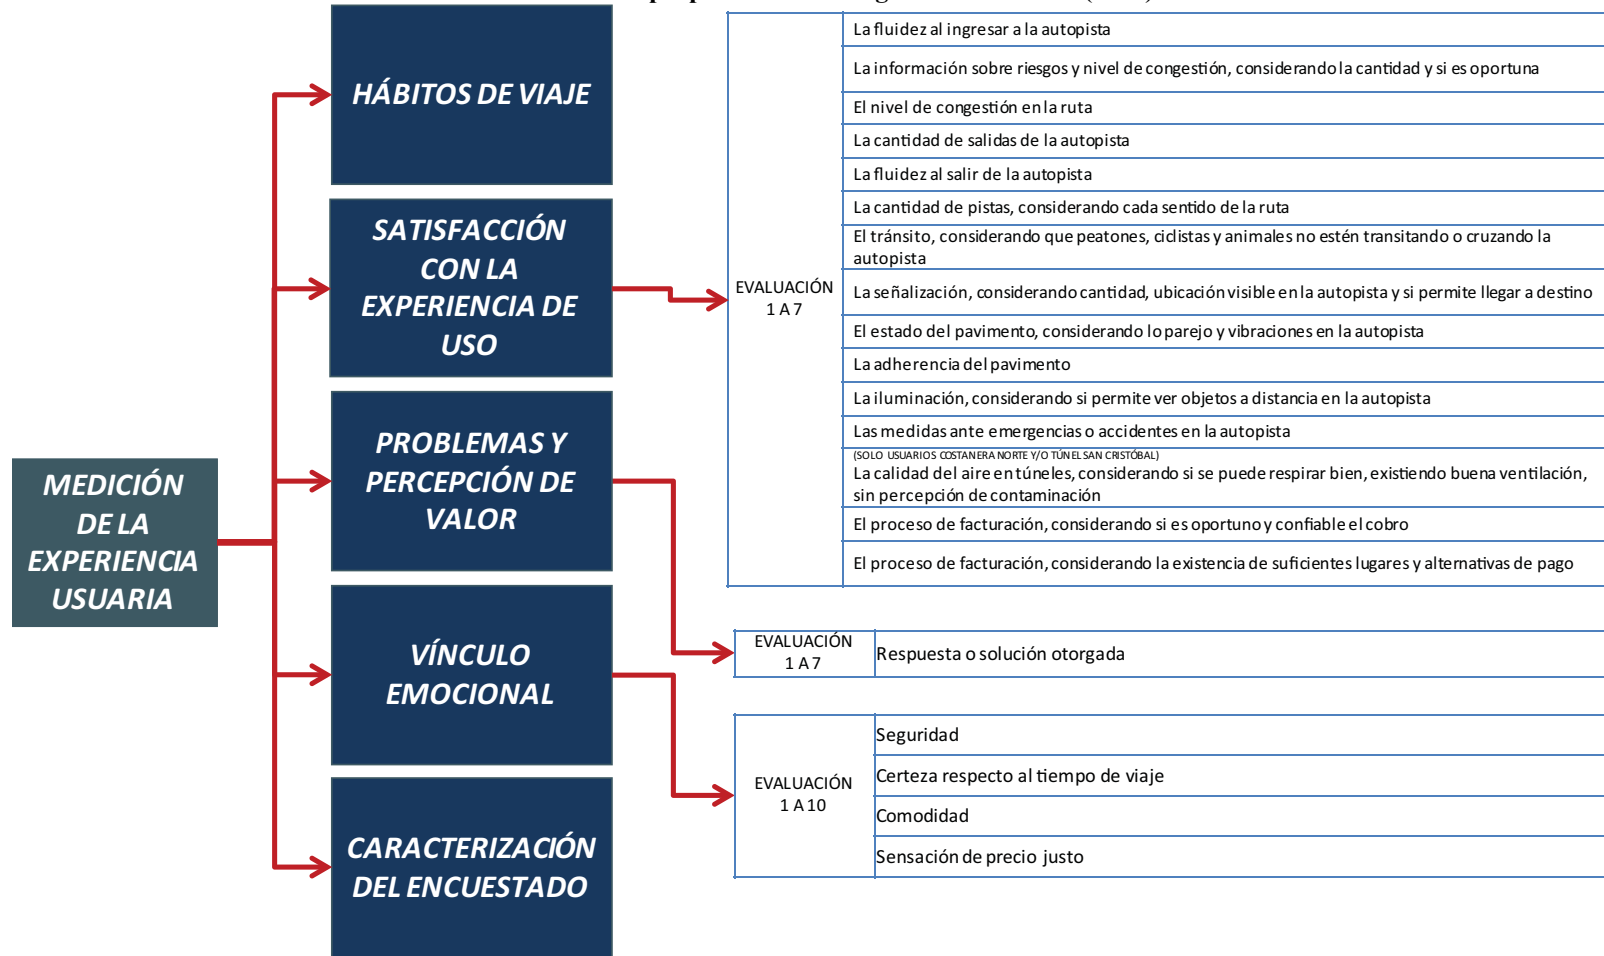 MEDICIÓN
DE LA
EXPERIENCIA
USUARIA
HÁBITOS DE VIAJE
SATISFACCIÓN
CON LA
EXPERIENCIA DE
USO
PROBLEMAS Y
PERCEPCIÓN DE
VALOR
VÍNCULO
EMOCIONAL
CARACTERIZACIÓN
DEL ENCUESTADO
EVALUACIÓN
1 A 7
La fluidez al ingresar a la autopista
La información sobre riesgos y nivel de congestión, considerando la cantidad y si es oportuna
El nivel de congestión en la ruta
La cantidad de salidas de la autopista
La fluidez al salir de la autopista
La cantidad de pistas, considerando cada sentido de la ruta
El tránsito, considerando que peatones, ciclistas y animales no estén transitando o cruzando la
autopista
La señalización, considerando cantidad, ubicación visible en la autopista y si permite llegar a destino
El estado del pavimento, considerando lo parejo y vibraciones en la autopista
La adherencia del pavimento
La iluminación, considerando si permite ver objetos a distancia en la autopista
Las medidas ante emergencias o accidentes en la autopista
(SOLO USUARIOS COSTANERA NORTE Y/O TÚNEL SAN CRISTÓBAL)
La calidad del aire en túneles, considerando si se puede respirar bien, existiendo buena ventilación,
sin percepción de contaminación
El proceso de facturación, considerando si es oportuno y confiable el cobro
El proceso de facturación, considerando la existencia de suficientes lugares y alternativas de pago
EVALUACIÓN
1 A 7
Respuesta o solución otorgada
EVALUACIÓN
1 A 10
Seguridad
Certeza respecto al tiempo de viaje
Comodidad
Sensación de precio justo